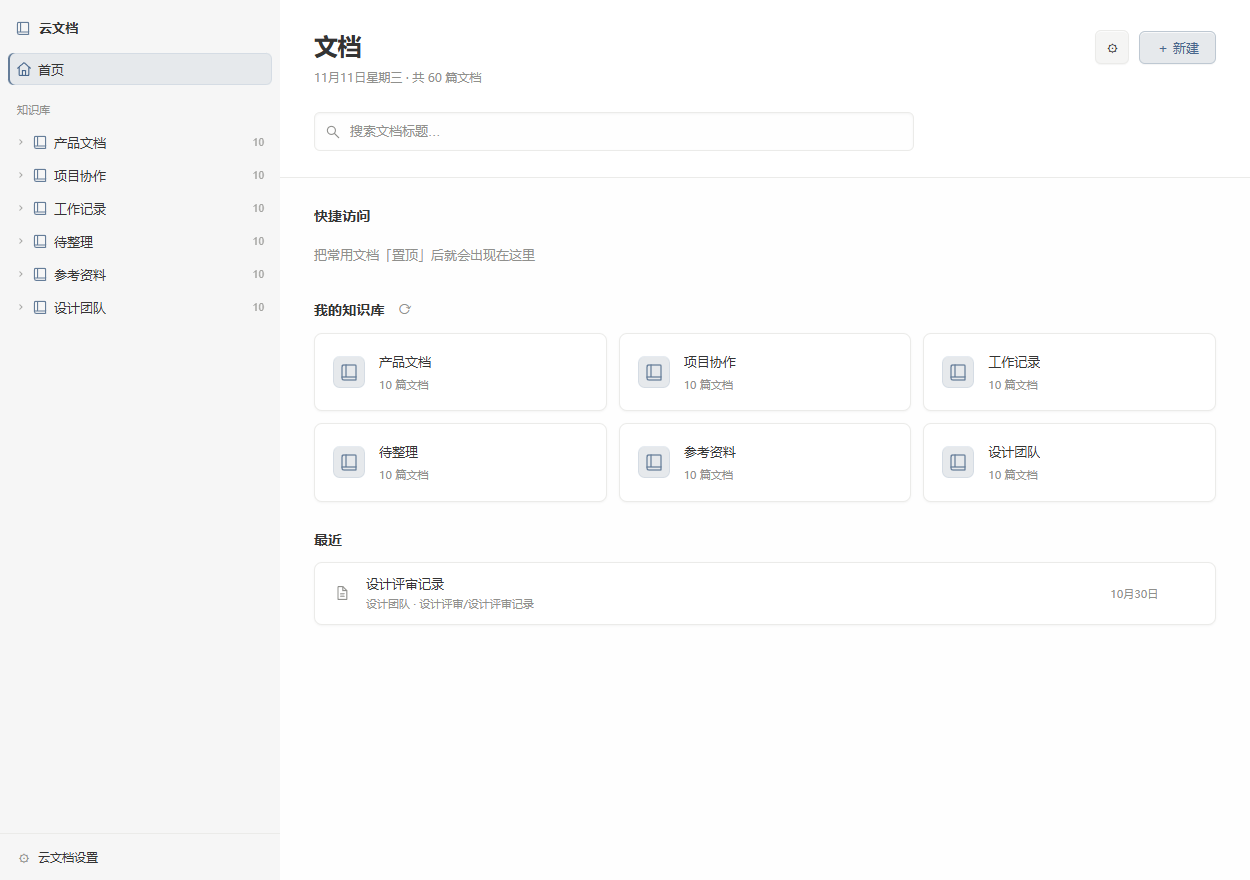 云文档
首页
知识库
产品文档 10
项目协作 10
工作记录 10
待整理 10
参考资料 10
设计团队 10
云文档设置
文档
11月11日星期三 · 共 60 篇文档
+ 新建
搜索文档标题...
快捷访问
把常用文档「置顶」后就会出现在这里
我的知识库
产品文档
10 篇文档
项目协作
10 篇文档
工作记录
10 篇文档
待整理
10 篇文档
参考资料
10 篇文档
设计团队
10 篇文档
最近
设计评审记录
设计团队 · 设计评审/设计评审记录
10月30日